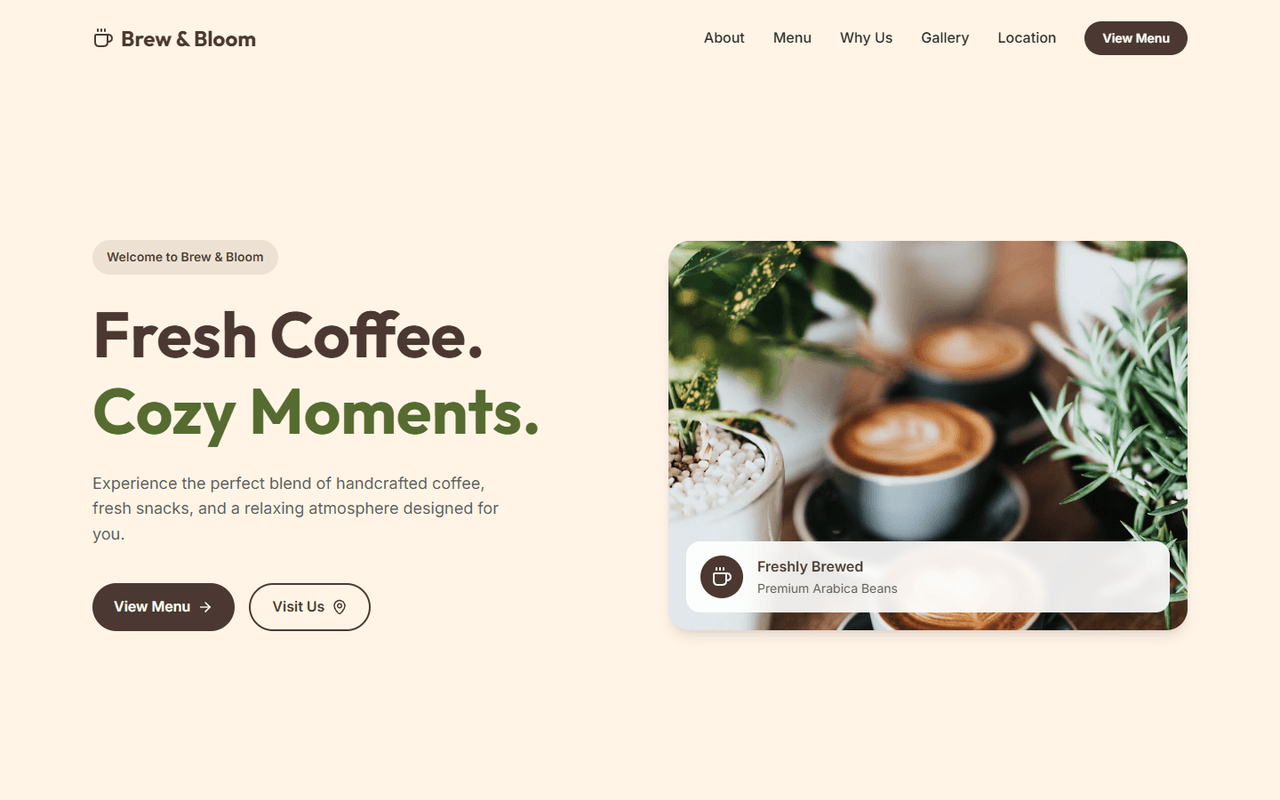 Brew & Bloom
About Menu Why Us Gallery Location View Menu
Welcome to Brew & Bloom
Fresh Coffee.
Cozy Moments.
Experience the perfect blend of handcrafted coffee,
fresh snacks, and a relaxing atmosphere designed for
you.
View Menu
Visit Us
Freshly Brewed
Premium Arabica Beans